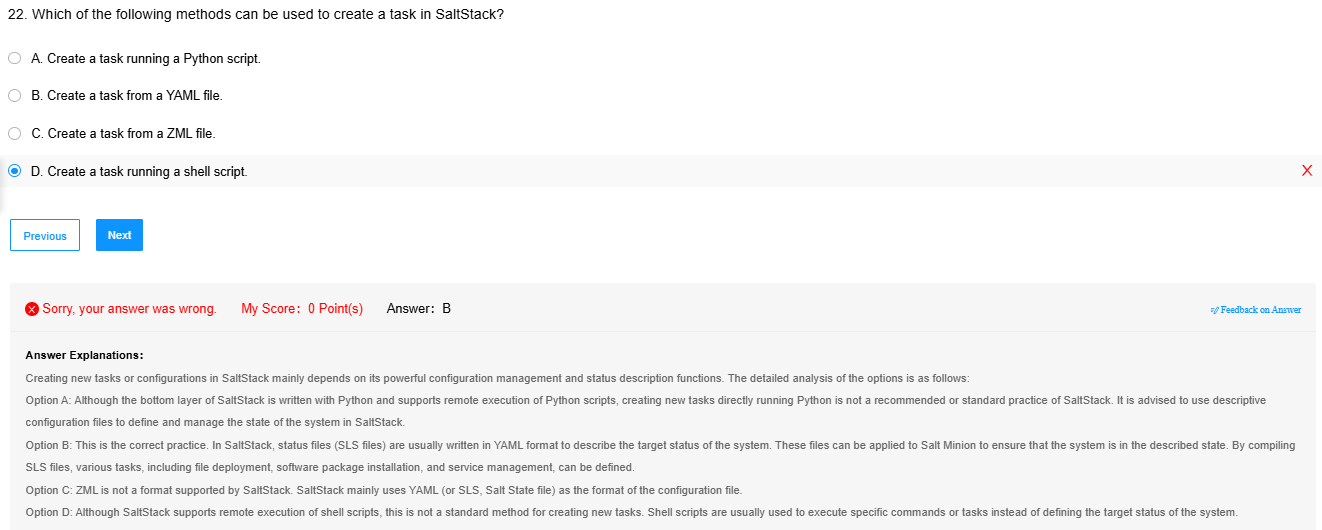 22. Which of the following methods can be used to create a task in SaltStack?
A. Create a task running a Python script.
B. Create a task from a YAML file.
C. Create a task from a ZML file.
D. Create a task running a shell script.
X
Previous
Next
Sorry, your answer was wrong. My Score: 0 Point(s) Answer: B
Feedback on Answer
Answer Explanations:
Creating new tasks or configurations in SaltStack mainly depends on its powerful configuration management and status description functions. The detailed analysis of the options is as follows:
Option A: Although the bottom layer of SaltStack is written with Python and supports remote execution of Python scripts, creating new tasks directly running Python is not a recommended or standard practice of SaltStack. It is advised to use descriptive
configuration files to define and manage the state of the system in SaltStack.
Option B: This is the correct practice. In SaltStack, status files (SLS files) are usually written in YAML format to describe the target status of the system. These files can be applied to Salt Minion to ensure that the system is in the described state. By compiling
SLS files, various tasks, including file deployment, software package installation, and service management, can be defined.
Option C: ZML is not a format supported by SaltStack. SaltStack mainly uses YAML (or SLS, Salt State file) as the format of the configuration file.
Option D: Although SaltStack supports remote execution of shell scripts, this is not a standard method for creating new tasks. Shell scripts are usually used to execute specific commands or tasks instead of defining the target status of the system.